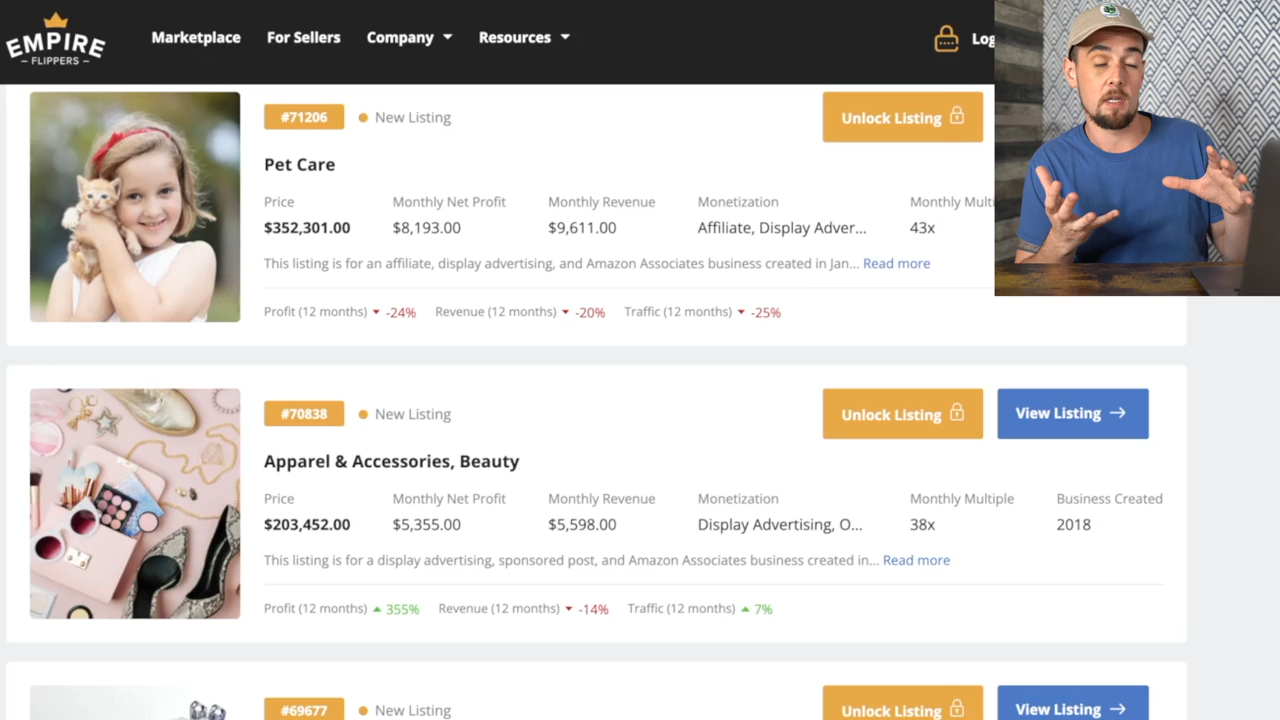 EMPIRE
FLIPPERS
Marketplace
For Sellers
Company
Resources
#71206
New Listing
Unlock Listing
Pet Care
Price
Monthly Net Profit
Monthly Revenue
Monetization
$352,301.00
$8,193.00
$9,611.00
Affiliate, Display Adver...
43x
This listing is for an affiliate, display advertising, and Amazon Associates business created in Jan... Read more
Profit (12 months) -24%
Revenue (12 months) -20%
Traffic (12 months) -25%
#70838
New Listing
Unlock Listing
View Listing →
Apparel & Accessories, Beauty
Price
Monthly Net Profit
Monthly Revenue
Monetization
Monthly Multiple
Business Created
$203,452.00
$5,355.00
$5,598.00
Display Advertising, O...
38x
2018
This listing is for a display advertising, sponsored post, and Amazon Associates business created in... Read more
Profit (12 months) 355%
Revenue (12 months) -14%
Traffic (12 months) 7%
#69677
New Listing
Unlock Listing
View Listing →